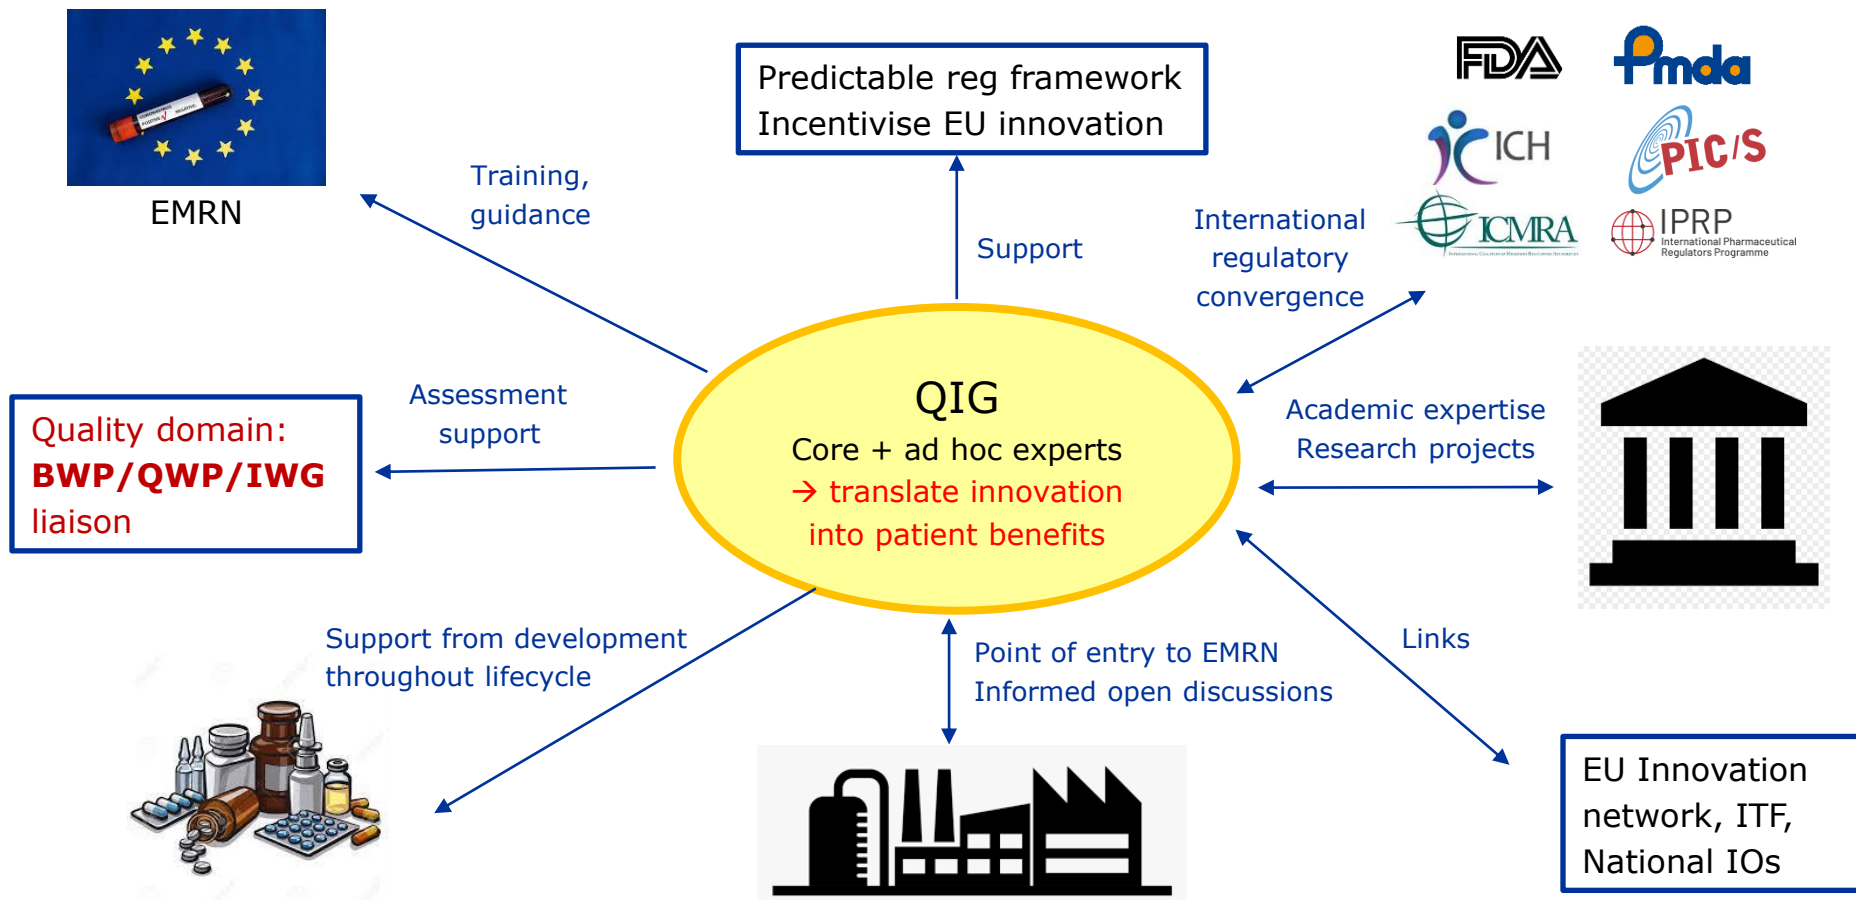 CORONAVIRUS
POSITIVE NEGATIVE
EMRN
Training,
guidance
Predictable reg framework
Incentivise EU innovation
Support
FDA
Pmda
ICH
PIC/S
ICMRA
IPRP
International Pharmaceutical
Regulators Programme
International
regulatory
convergence
Quality domain:
BWP/QWP/IWG
liaison
Assessment
support
QIG
Core + ad hoc experts
→ translate innovation
into patient benefits
Academic expertise
Research projects
Support from development
throughout lifecycle
Point of entry to EMRN
Informed open discussions
Links
EU Innovation
network, ITF,
National IOs